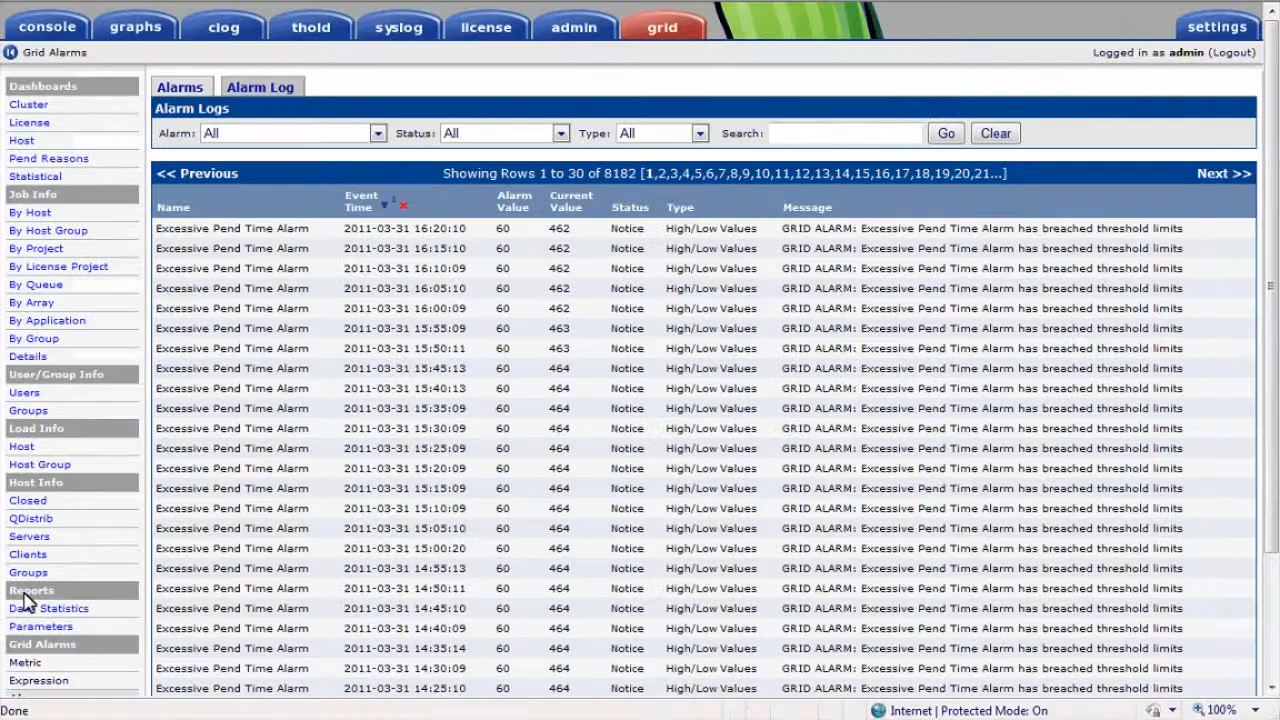 console graphs clog thold syslog license admin grid settings
Grid Alarms Logged in as admin (Logout)
Dashboards
Cluster
License
Host
Pend Reasons
Statistical
Job Info
By Host
By Host Group
By Project
By License Project
By Queue
By Array
By Application
By Group
Details
User/Group Info
Users
Groups
Load Info
Host
Host Group
Host Info
Closed
QDistrib
Servers
Clients
Groups
Reports
Statistics
Parameters
Grid Alarms
Metric
Expression
Alarms Alarm Log
Alarm Logs
Alarm: All Status: All Type: All Search: Go Clear
<< Previous Showing Rows 1 to 30 of 8182 [1,2,3,4,5,6,7,8,9,10,11,12,13,14,15,16,17,18,19,20,21...] Next >>
Name Event Time 1 Alarm Value Current Value Status Type Message
Excessive Pend Time Alarm 2011-03-31 16:20:10 60 462 Notice High/Low Values GRID ALARM: Excessive Pend Time Alarm has breached threshold limits
Excessive Pend Time Alarm 2011-03-31 16:15:10 60 462 Notice High/Low Values GRID ALARM: Excessive Pend Time Alarm has breached threshold limits
Excessive Pend Time Alarm 2011-03-31 16:10:09 60 462 Notice High/Low Values GRID ALARM: Excessive Pend Time Alarm has breached threshold limits
Excessive Pend Time Alarm 2011-03-31 16:05:10 60 462 Notice High/Low Values GRID ALARM: Excessive Pend Time Alarm has breached threshold limits
Excessive Pend Time Alarm 2011-03-31 16:00:09 60 462 Notice High/Low Values GRID ALARM: Excessive Pend Time Alarm has breached threshold limits
Excessive Pend Time Alarm 2011-03-31 15:55:09 60 463 Notice High/Low Values GRID ALARM: Excessive Pend Time Alarm has breached threshold limits
Excessive Pend Time Alarm 2011-03-31 15:50:11 60 463 Notice High/Low Values GRID ALARM: Excessive Pend Time Alarm has breached threshold limits
Excessive Pend Time Alarm 2011-03-31 15:45:13 60 464 Notice High/Low Values GRID ALARM: Excessive Pend Time Alarm has breached threshold limits
Excessive Pend Time Alarm 2011-03-31 15:40:13 60 464 Notice High/Low Values GRID ALARM: Excessive Pend Time Alarm has breached threshold limits
Excessive Pend Time Alarm 2011-03-31 15:35:09 60 464 Notice High/Low Values GRID ALARM: Excessive Pend Time Alarm has breached threshold limits
Excessive Pend Time Alarm 2011-03-31 15:30:09 60 464 Notice High/Low Values GRID ALARM: Excessive Pend Time Alarm has breached threshold limits
Excessive Pend Time Alarm 2011-03-31 15:25:09 60 464 Notice High/Low Values GRID ALARM: Excessive Pend Time Alarm has breached threshold limits
Excessive Pend Time Alarm 2011-03-31 15:20:09 60 464 Notice High/Low Values GRID ALARM: Excessive Pend Time Alarm has breached threshold limits
Excessive Pend Time Alarm 2011-03-31 15:15:09 60 464 Notice High/Low Values GRID ALARM: Excessive Pend Time Alarm has breached threshold limits
Excessive Pend Time Alarm 2011-03-31 15:10:09 60 464 Notice High/Low Values GRID ALARM: Excessive Pend Time Alarm has breached threshold limits
Excessive Pend Time Alarm 2011-03-31 15:05:10 60 464 Notice High/Low Values GRID ALARM: Excessive Pend Time Alarm has breached threshold limits
Excessive Pend Time Alarm 2011-03-31 15:00:20 60 464 Notice High/Low Values GRID ALARM: Excessive Pend Time Alarm has breached threshold limits
Excessive Pend Time Alarm 2011-03-31 14:55:13 60 464 Notice High/Low Values GRID ALARM: Excessive Pend Time Alarm has breached threshold limits
Excessive Pend Time Alarm 2011-03-31 14:50:11 60 464 Notice High/Low Values GRID ALARM: Excessive Pend Time Alarm has breached threshold limits
Excessive Pend Time Alarm 2011-03-31 14:45:10 60 464 Notice High/Low Values GRID ALARM: Excessive Pend Time Alarm has breached threshold limits
Excessive Pend Time Alarm 2011-03-31 14:40:09 60 464 Notice High/Low Values GRID ALARM: Excessive Pend Time Alarm has breached threshold limits
Excessive Pend Time Alarm 2011-03-31 14:35:14 60 464 Notice High/Low Values GRID ALARM: Excessive Pend Time Alarm has breached threshold limits
Excessive Pend Time Alarm 2011-03-31 14:30:09 60 464 Notice High/Low Values GRID ALARM: Excessive Pend Time Alarm has breached threshold limits
Excessive Pend Time Alarm 2011-03-31 14:25:10 60 464 Notice High/Low Values GRID ALARM: Excessive Pend Time Alarm has breached threshold limits
Done Internet | Protected Mode: On 100%